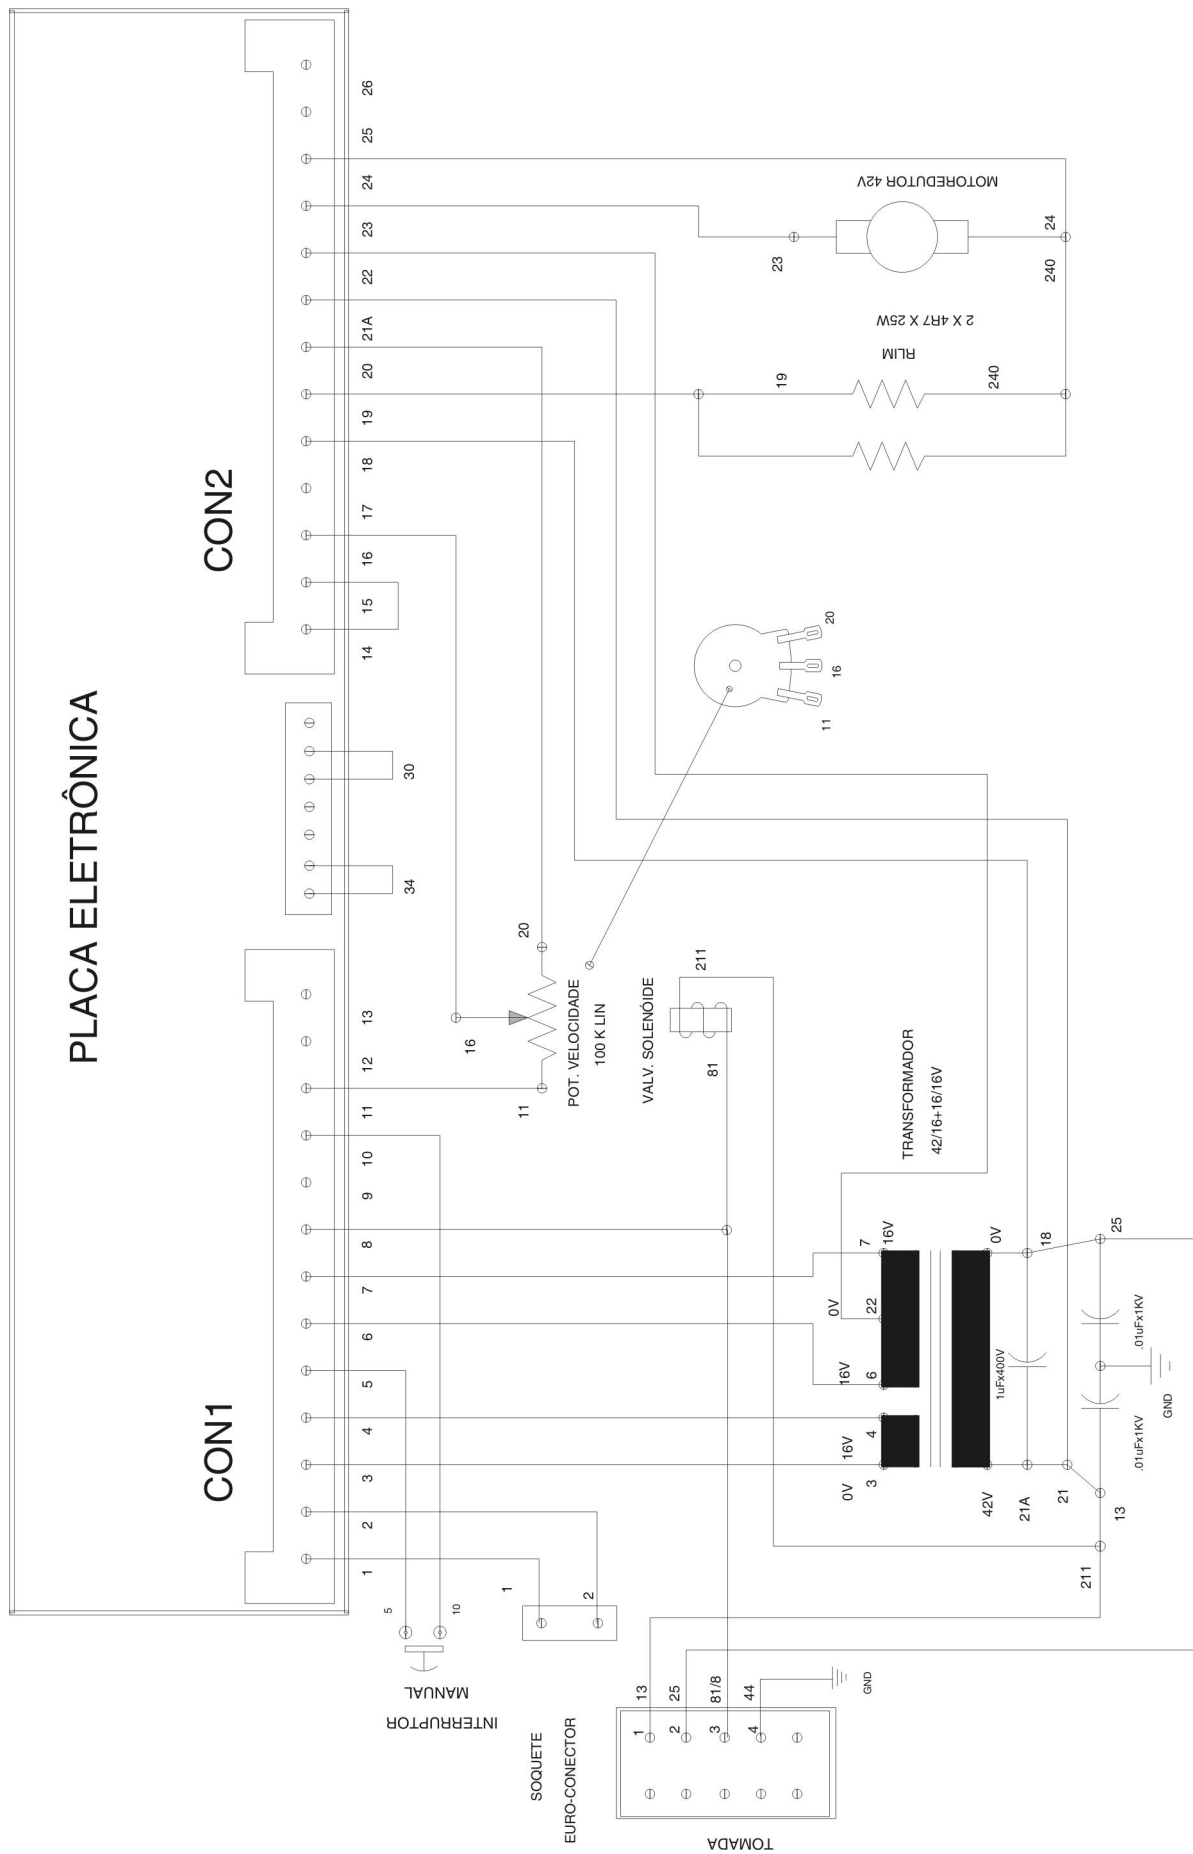 PLACA ELETRÔNICA
CON1
CON2
1
2
3
4
5
6
7
8
9
10
11
12
13
34
30
14
15
16
17
18
19
20
21A
22
23
24
25
26
5
10
INTERRUPTOR
MANUAL
1
2
SOQUETE
EURO-CONECTOR
11
16
20
POT. VELOCIDADE
100 K LIN
11
16
20
VALV. SOLENÓIDE
81
211
TRANSFORMADOR
42/16+16/16V
0V
16V
16V
0V
16V
3
4
6
22
7
42V
0V
21A
21
18
1uFx400V
13
25
211
.01uFx1KV
.01uFx1KV
GND
TOMADA
1
2
3
4
13
25
81/8
44
GND
RLIM
2 X 4R7 X 25W
19
240
MOTOREDUTOR 42V
23
24
240